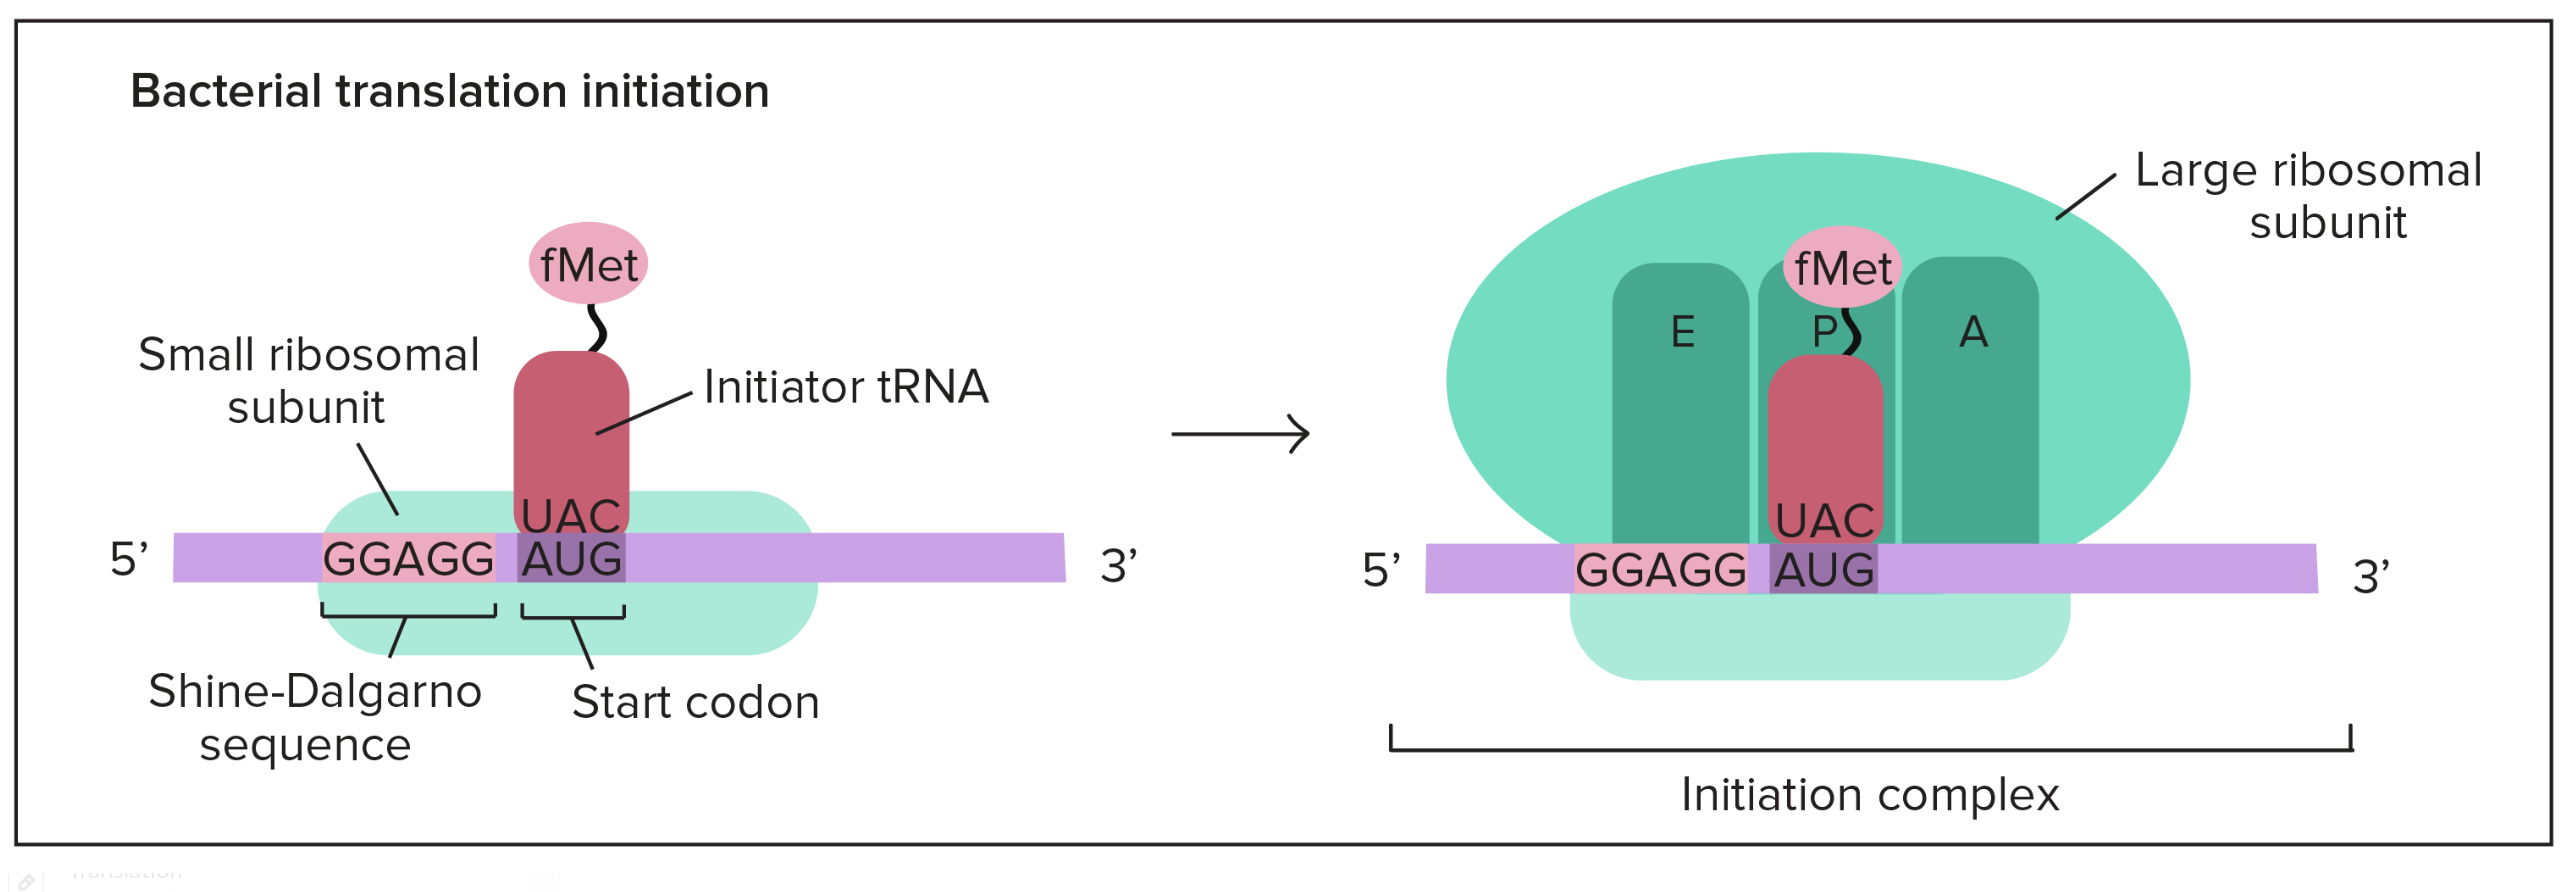 Bacterial translation initiation
fMet
Small ribosomal
subunit
Initiator tRNA
UAC
5’ GGAGG AUG 3’
Shine-Dalgarno
sequence
Start codon
Large ribosomal
subunit
fMet
E P A
UAC
5’ GGAGG AUG 3’
Initiation complex